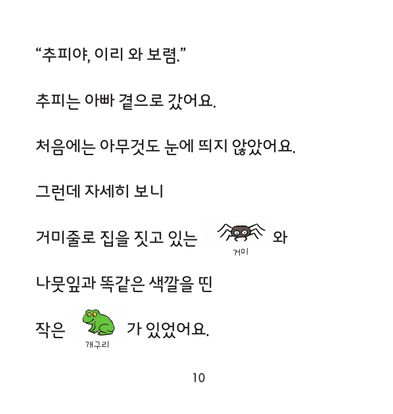 “추피야, 이리 와 보렴.”
추피는 아빠 곁으로 갔어요.
처음에는 아무것도 눈에 띄지 않았어요.
그런데 자세히 보니
거미줄로 집을 짓고 있는 와
거미
나뭇잎과 똑같은 색깔을 띤
작은 가 있었어요.
개구리
10